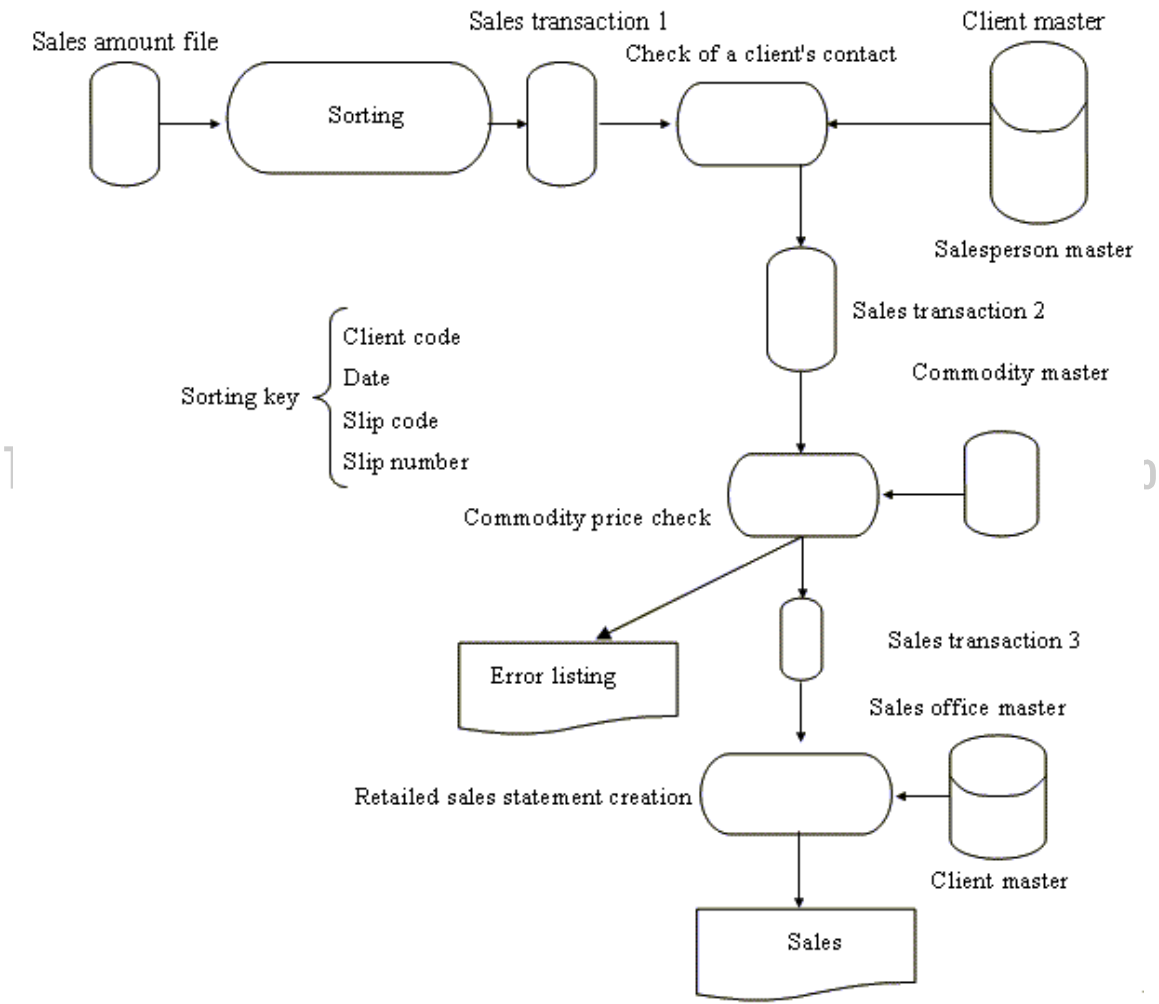 Sales amount file
Sales transaction 1
Client master
Check of a client's contact
Sorting
Salesperson master
Sales transaction 2
Sorting key
Client code
Date
Slip code
Slip number
Commodity master
Commodity price check
Sales transaction 3
Error listing
Sales office master
Retailed sales statement creation
Client master
Sales